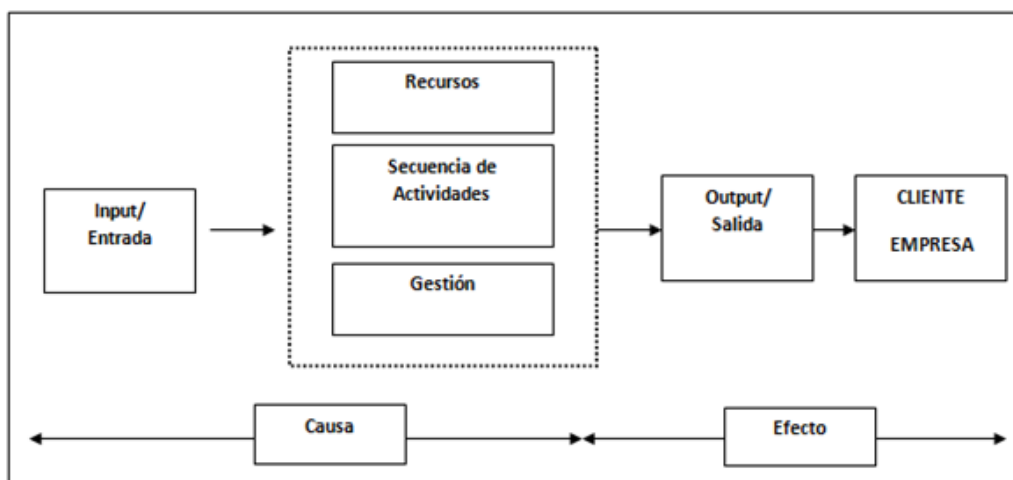 Input/
Entrada
Recursos
Secuencia de
Actividades
Gestión
Output/
Salida
CLIENTE
EMPRESA
Causa
Efecto